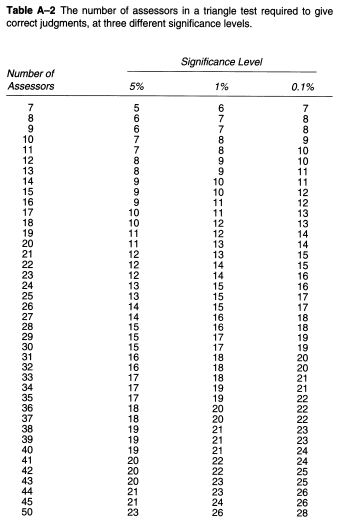 Table A–2 The number of assessors in a triangle test required to give
correct judgments, at three different significance levels.
Significance Level
Number of
Assessors 5% 1% 0.1%
7 5 6 7
8 6 7 8
9 6 7 8
10 7 8 9
11 7 8 10
12 8 9 10
13 8 9 11
14 9 10 11
15 9 10 12
16 9 11 12
17 10 11 13
18 10 12 13
19 11 12 14
20 11 13 14
21 12 13 15
22 12 14 15
23 12 14 16
24 13 15 16
25 13 15 17
26 14 15 17
27 14 16 18
28 15 16 18
29 15 17 19
30 15 17 19
31 16 18 20
32 16 18 20
33 17 18 21
34 17 19 21
35 17 19 22
36 18 20 22
37 18 20 22
38 19 21 23
39 19 21 23
40 19 21 24
41 20 22 24
42 20 22 25
43 20 23 25
44 21 23 26
45 21 24 26
50 23 26 28